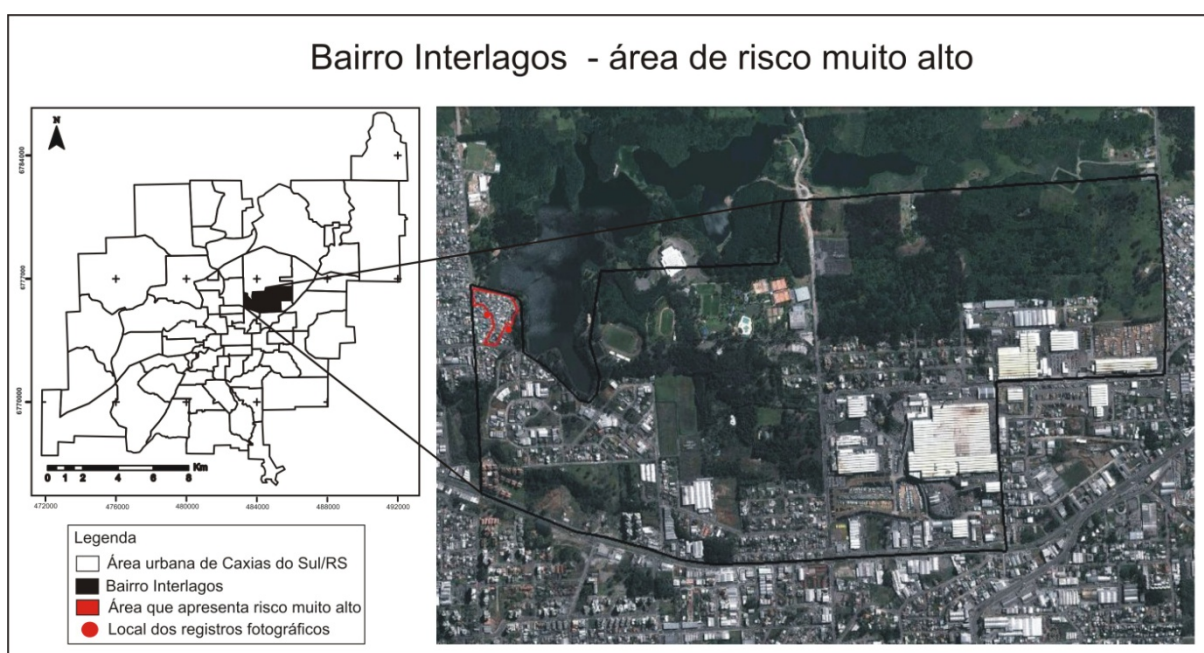 Bairro Interlagos - área de risco muito alto
N
6784000
6777000
6770000
0 1 2 4 6 8 Km
472000 476000 480000 484000 488000 492000
Legenda
Área urbana de Caxias do Sul/RS
Bairro Interlagos
Área que apresenta risco muito alto
Local dos registros fotográficos